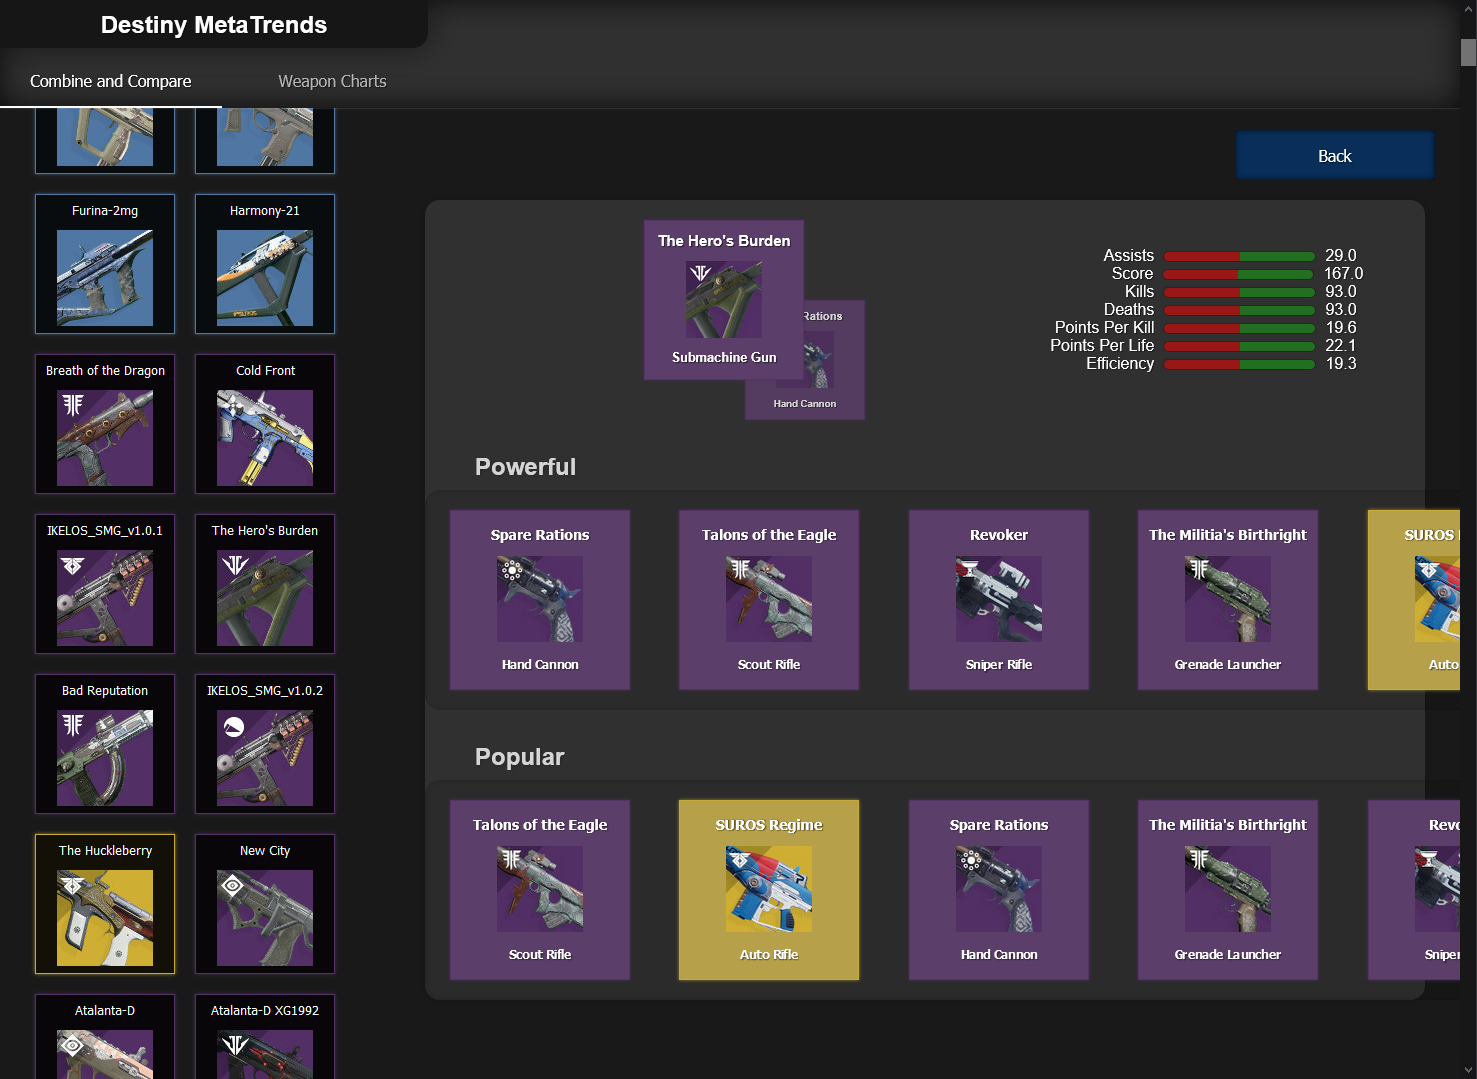 Destiny MetaTrends
Combine and Compare
Weapon Charts
Back
Furina-2mg
Harmony-21
Breath of the Dragon
Cold Front
IKELOS_SMG_v1.0.1
The Hero's Burden
Bad Reputation
IKELOS_SMG_v1.0.2
The Huckleberry
New City
Atalanta-D
Atalanta-D XG1992
The Hero's Burden
Submachine Gun
Rations
Hand Cannon
Assists 29.0
Score 167.0
Kills 93.0
Deaths 93.0
Points Per Kill 19.6
Points Per Life 22.1
Efficiency 19.3
Powerful
Spare Rations
Hand Cannon
Talons of the Eagle
Scout Rifle
Revoker
Sniper Rifle
The Militia's Birthright
Grenade Launcher
SUROS
Auto
Popular
Talons of the Eagle
Scout Rifle
SUROS Regime
Auto Rifle
Spare Rations
Hand Cannon
The Militia's Birthright
Grenade Launcher
Revo
Sniper